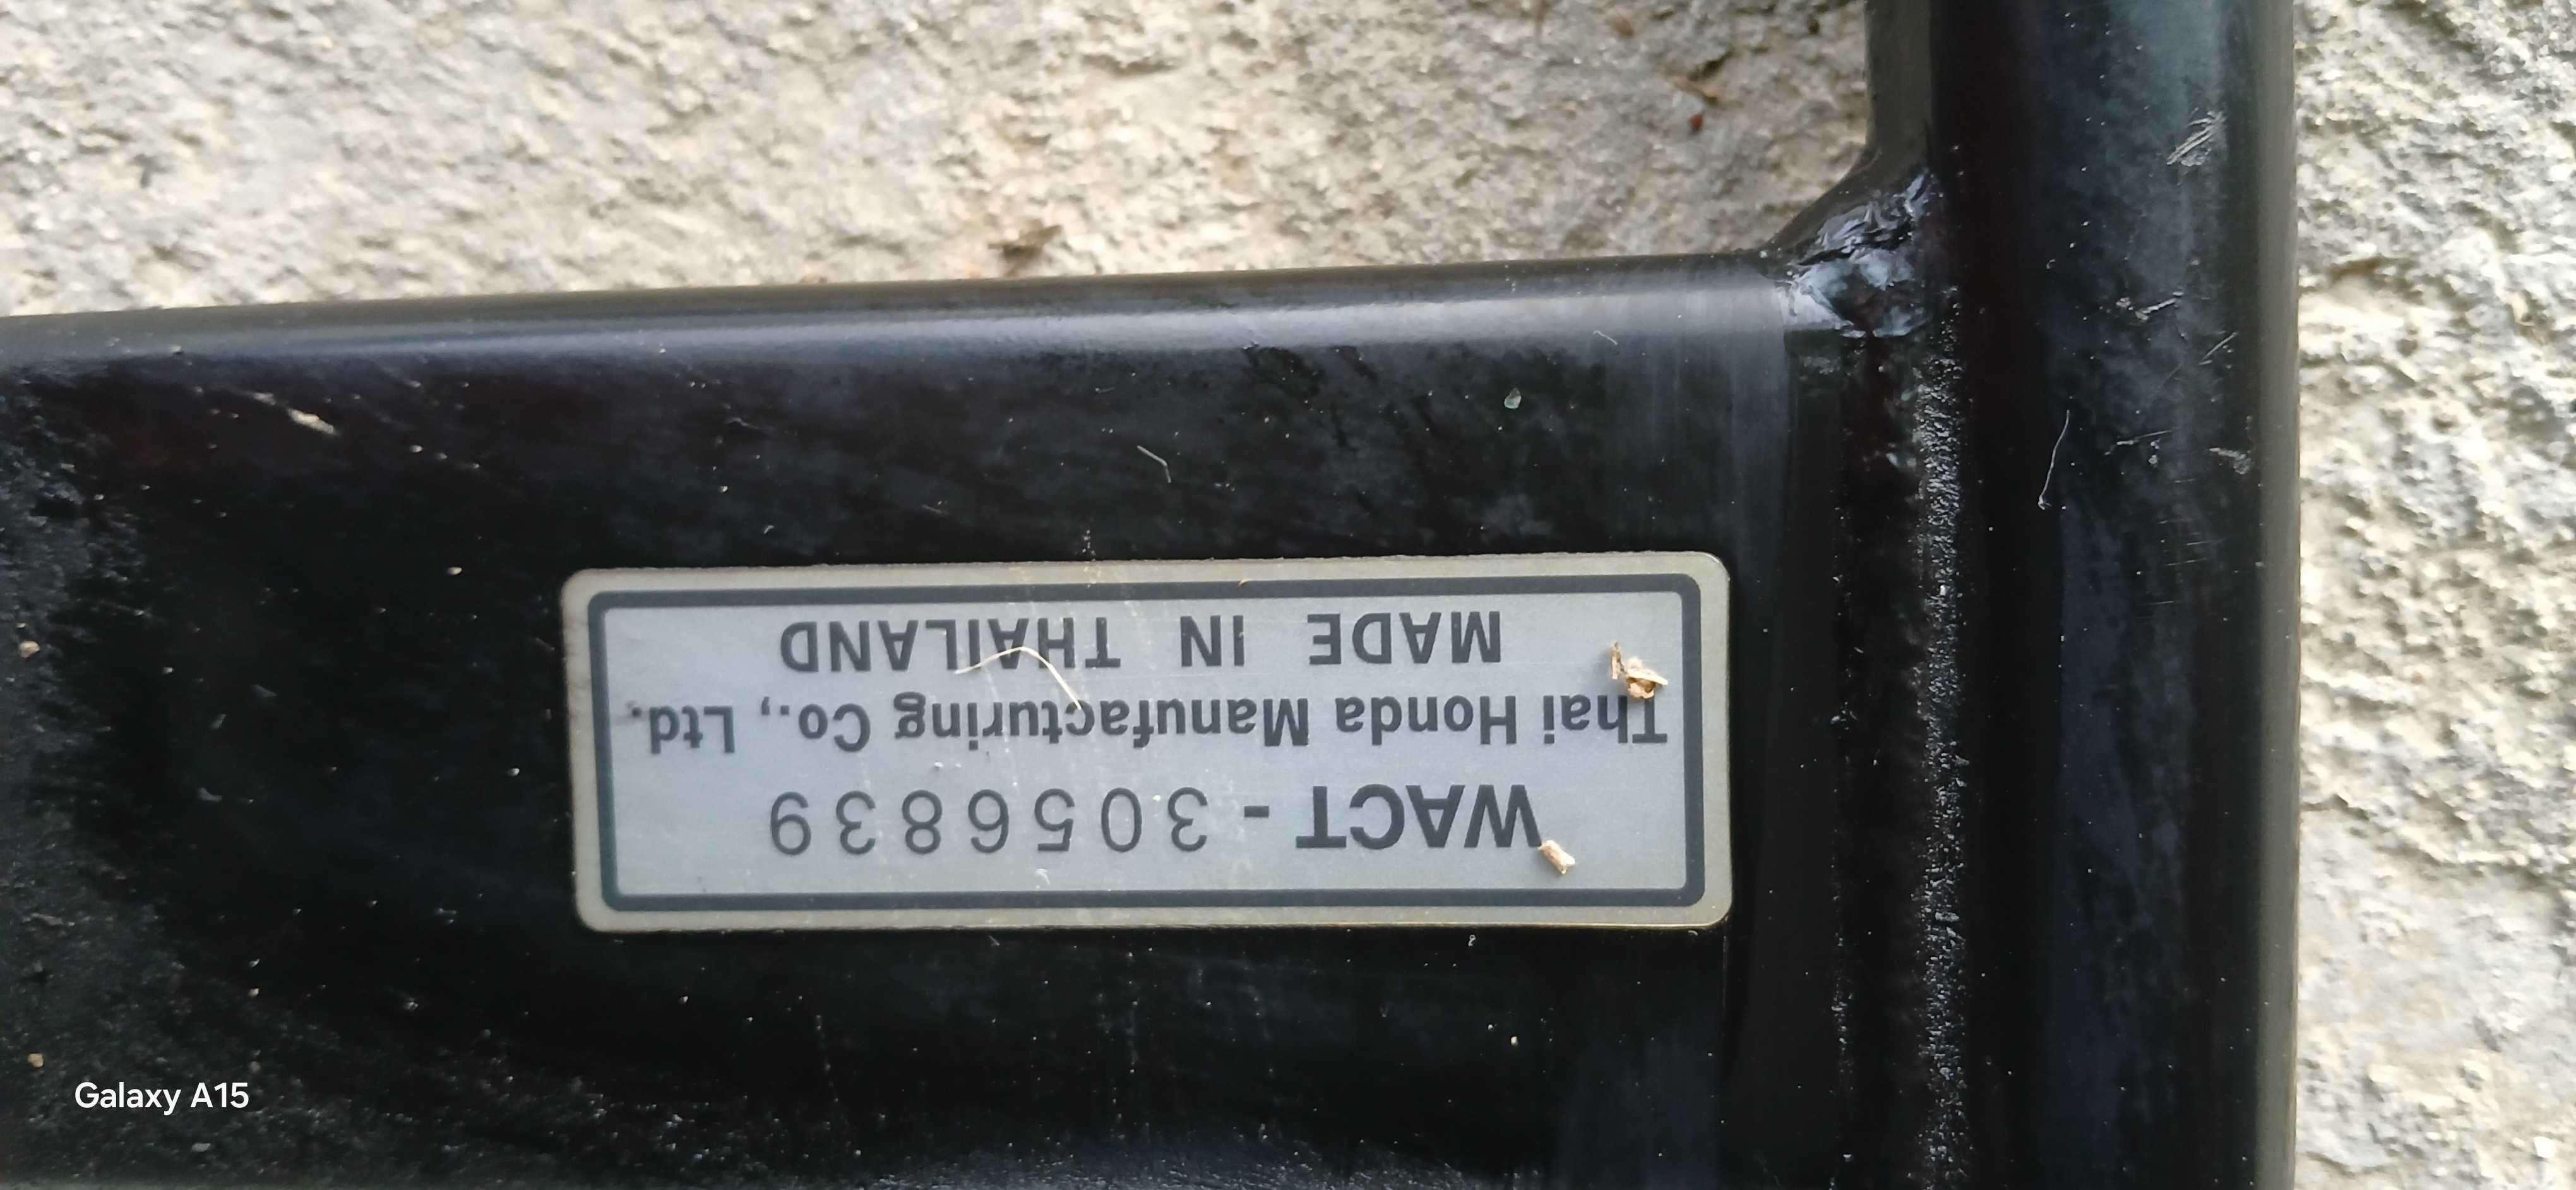 WACT - 3056839
Thai Honda Manufacturing Co., Ltd.
MADE IN THAILAND
Galaxy A15